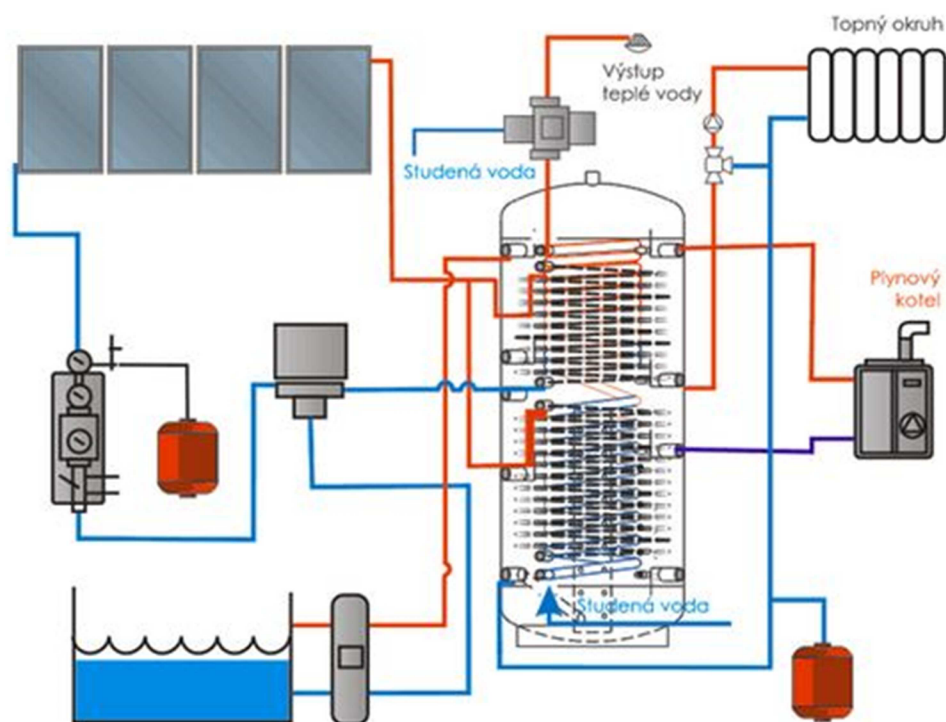 Topný okruh
Výstup
teplé vody
Studená voda
Plynový
kotel
Studená voda